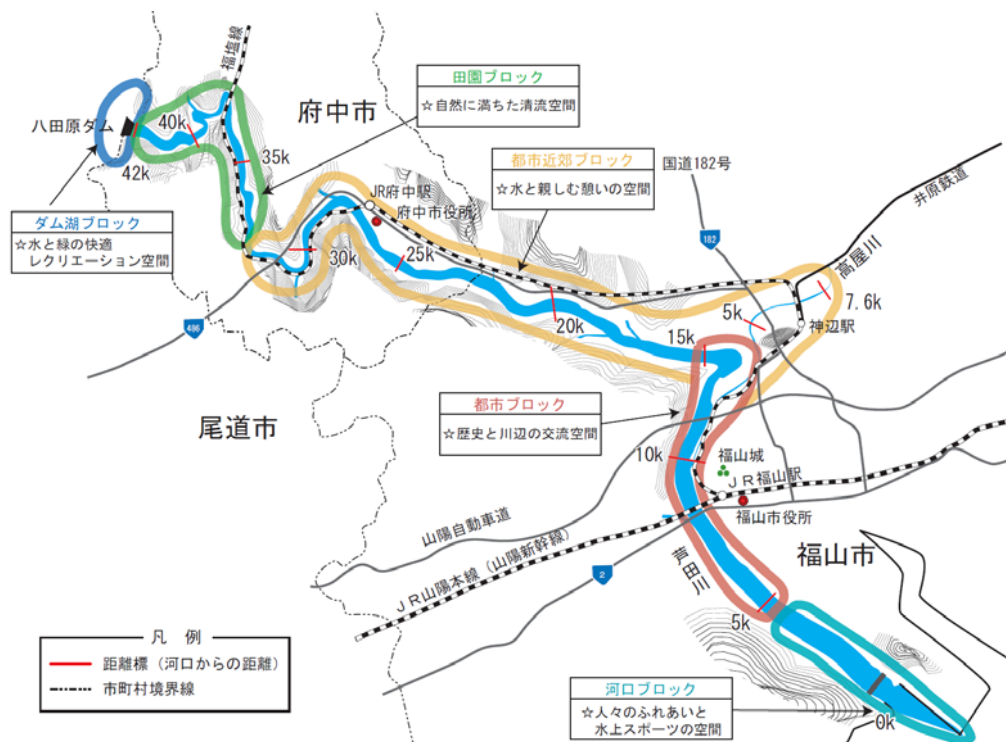 福塩線
田園ブロック
☆自然に満ちた清流空間
府中市
八田原ダム
40k
42k
35k
都市近郊ブロック
☆水と親しむ憩いの空間
国道182号
井原鉄道
JR府中駅
府中市役所
ダム湖ブロック
☆水と緑の快適
レクリエーション空間
182
高屋川
30k
25k
7.6k
5k
486
20k
神辺駅
15k
都市ブロック
☆歴史と川辺の交流空間
尾道市
10k
福山城
JR福山駅
福山市役所
山陽自動車道
福山市
JR山陽本線(山陽新幹線)
2
芦田川
5k
凡 例
距離標(河口からの距離)
市町村境界線
河口ブロック
☆人々のふれあいと
水上スポーツの空間
0k